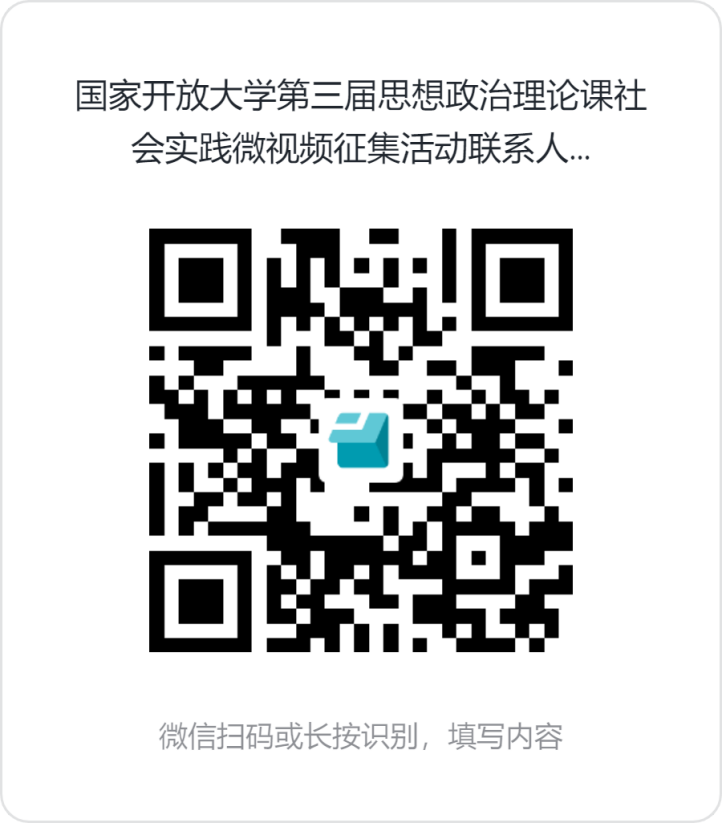 国家开放大学第三届思想政治理论课社
会实践微视频征集活动联系人...
微信扫码或长按识别，填写内容